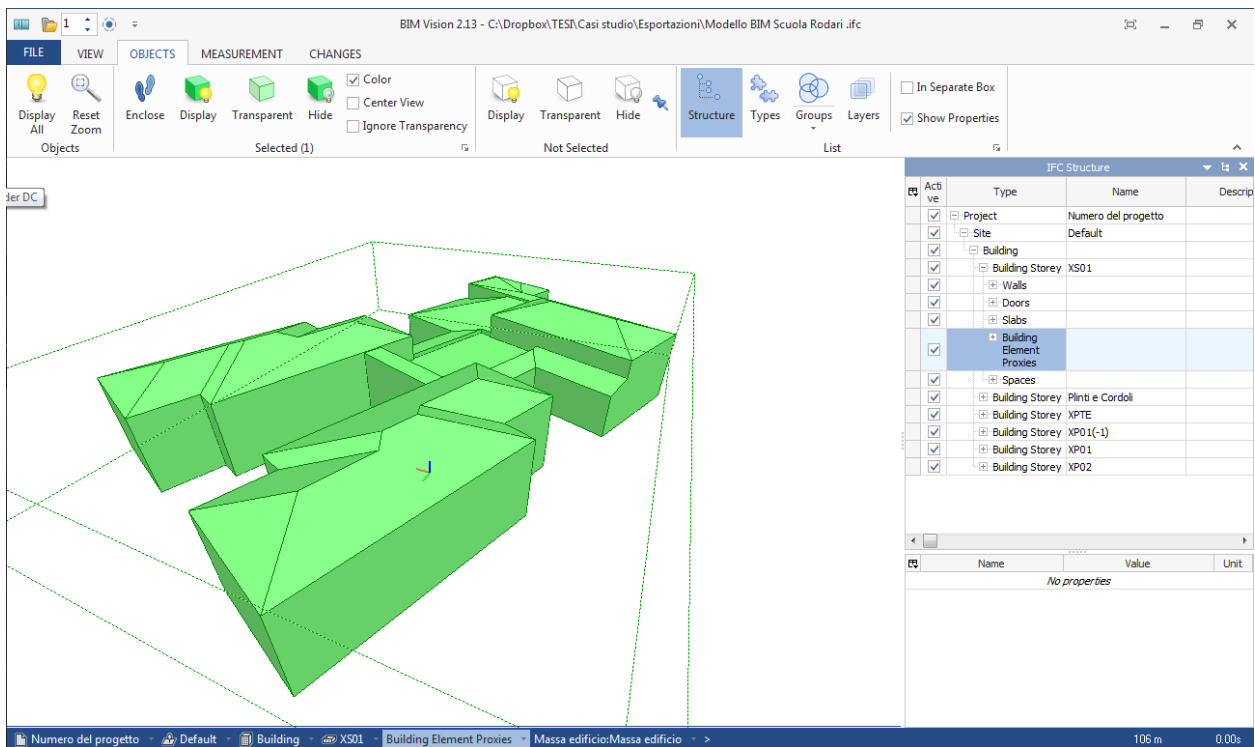 1
BIM Vision 2.13 - C:\Dropbox\TESI\Casi studio\Esportazioni\Modello BIM Scuola Rodari .ifc
FILE VIEW OBJECTS MEASUREMENT CHANGES
Display All
Reset Zoom
Objects
Enclose
Display
Transparent
Hide
Color
Center View
Ignore Transparency
Selected (1)
Display
Transparent
Hide
Not Selected
Structure
Types
Groups
Layers
In Separate Box
Show Properties
List
der DC
IFC Structure
Acti
ve
Type Name Descrip
Project Numero del progetto
Site Default
Building
Building Storey XS01
Walls
Doors
Slabs
Building
Element
Proxies
Spaces
Building Storey Plinti e Cordoli
Building Storey XPTE
Building Storey XP01(-1)
Building Storey XP01
Building Storey XP02
Name Value Unit
No properties
Numero del progetto Default Building XS01 Building Element Proxies Massa edificio:Massa edificio > 106 m 0.00s